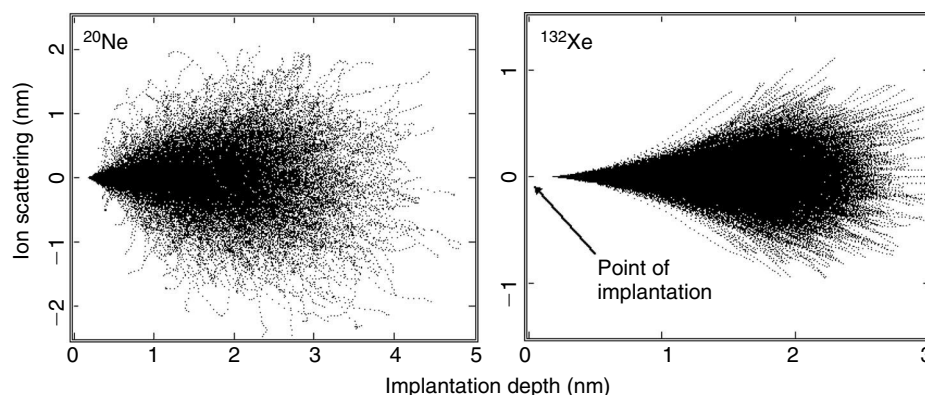 20Ne
132Xe
Ion scattering (nm)
2
1
0
−1
−2
0 1 2 3 4 5
1
0
−1
0 1 2 3
Point of
implantation
Implantation depth (nm)